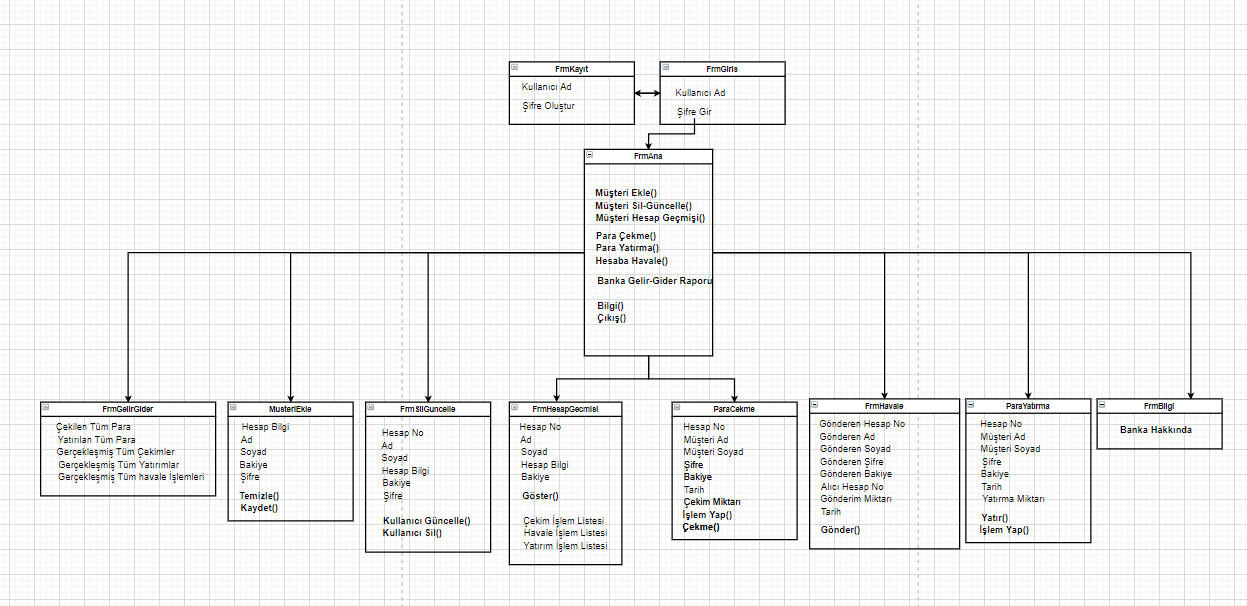 FrmKayıt
Kullanıcı Ad
Şifre Oluştur
FrmGiris
Kullanıcı Ad
Şifre Gir
FrmAna
Müşteri Ekle()
Müşteri Sil-Güncelle()
Müşteri Hesap Geçmişi()
Para Çekme()
Para Yatırma()
Hesaba Havale()
Banka Gelir-Gider Raporu
Bilgi()
Çıkış()
FrmGelirGider
Çekilen Tüm Para
Yatırılan Tüm Para
Gerçekleşmiş Tüm Çekimler
Gerçekleşmiş Tüm Yatırımlar
Gerçekleşmiş Tüm havale İşlemleri
MusteriEkle
Hesap Bilgi
Ad
Soyad
Bakiye
Şifre
Temizle()
Kaydet()
FrmSilGuncelle
Hesap No
Ad
Soyad
Hesap Bilgi
Bakiye
Şifre
Kullanıcı Güncelle()
Kullanıcı Sil()
FrmHesapGecmisi
Hesap No
Ad
Soyad
Hesap Bilgi
Bakiye
Göster()
Çekim İşlem Listesi
Havale İşlem Listesi
Yatırım İşlem Listesi
ParaCekme
Hesap No
Müşteri Ad
Müşteri Soyad
Şifre
Bakiye
Tarih
Çekim Miktarı
İşlem Yap()
Çekme()
FrmHavale
Gönderen Hesap No
Gönderen Ad
Gönderen Soyad
Gönderen Şifre
Gönderen Bakiye
Alıcı Hesap No
Gönderim Miktarı
Tarih
Gönder()
ParaYatırma
Hesap No
Müşteri Ad
Müşteri Soyad
Şifre
Bakiye
Tarih
Yatırma Miktarı
Yatır()
İşlem Yap()
FrmBilgi
Banka Hakkında